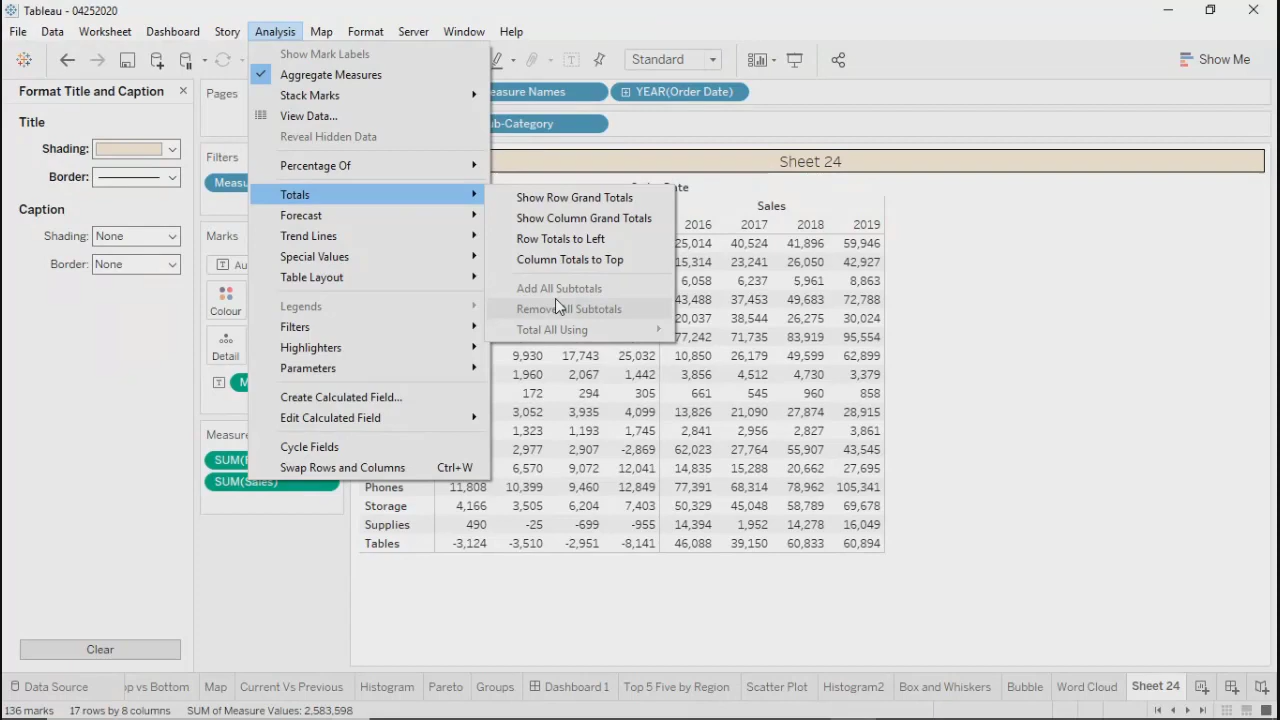 Tableau - 04252020
File Data Worksheet Dashboard Story Analysis Map Format Server Window Help
Standard
Show Me
Format Title and Caption
Title
Shading:
Border:
Caption
Shading: None
Border: None
Clear
Pages
Filters
Marks
Colour
Detail
SUM(Sales)
Show Mark Labels
Aggregate Measures
Stack Marks
View Data...
Reveal Hidden Data
Percentage Of
Totals
Forecast
Trend Lines
Special Values
Table Layout
Legends
Filters
Highlighters
Parameters
Create Calculated Field...
Edit Calculated Field
Cycle Fields
Swap Rows and Columns Ctrl+W
Show Row Grand Totals
Show Column Grand Totals
Row Totals to Left
Column Totals to Top
Add All Subtotals
Remove All Subtotals
Total All Using
YEAR(Order Date)
Sheet 24
Sales
2016 2017 2018 2019
25,014 40,524 41,896 59,946
15,314 23,241 26,050 42,927
6,058 6,237 5,961 8,863
43,488 37,453 49,683 72,788
20,037 38,544 26,275 30,024
77,242 71,735 83,919 95,554
9,930 17,743 25,032 10,850 26,179 49,599 62,899
1,960 2,067 1,442 3,856 4,512 4,730 3,379
172 294 305 661 545 960 858
3,052 3,935 4,099 13,826 21,090 27,874 28,915
1,323 1,193 1,745 2,841 2,956 2,827 3,861
2,977 2,907 -2,869 62,023 27,764 55,907 43,545
6,570 9,072 12,041 14,835 15,288 20,662 27,695
Phones 11,808 10,399 9,460 12,849 77,391 68,314 78,962 105,341
Storage 4,166 3,505 6,204 7,403 50,329 45,048 58,789 69,678
Supplies 490 -25 -699 -955 14,394 1,952 14,278 16,049
Tables -3,124 -3,510 -2,951 -8,141 46,088 39,150 60,833 60,894
Data Source op vs Bottom Map Current Vs Previous Histogram Pareto Groups Dashboard 1 Top 5 Five by Region Scatter Plot Histogram2 Box and Whiskers Bubble Word Cloud Sheet 24
136 marks 17 rows by 8 columns SUM of Measure Values: 2,583,598